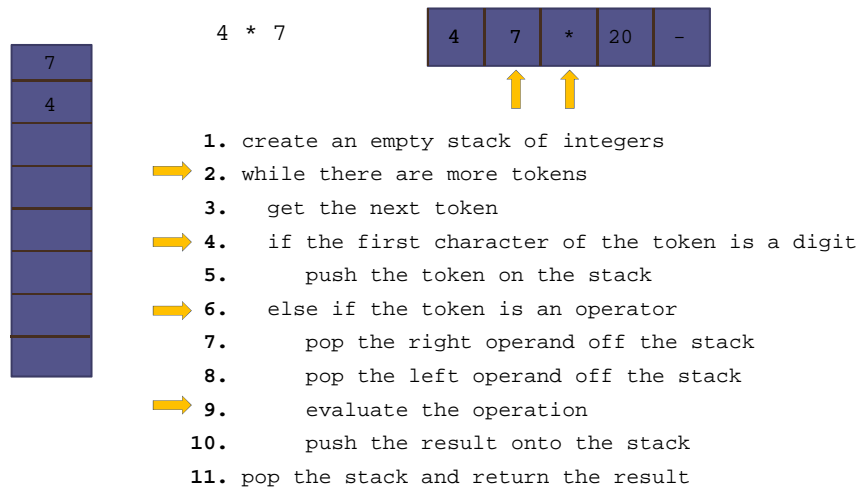 4 * 7
4 7 * 20 –
7
4
1. create an empty stack of integers
2. while there are more tokens
3. get the next token
4. if the first character of the token is a digit
5. push the token on the stack
6. else if the token is an operator
7. pop the right operand off the stack
8. pop the left operand off the stack
9. evaluate the operation
10. push the result onto the stack
11. pop the stack and return the result